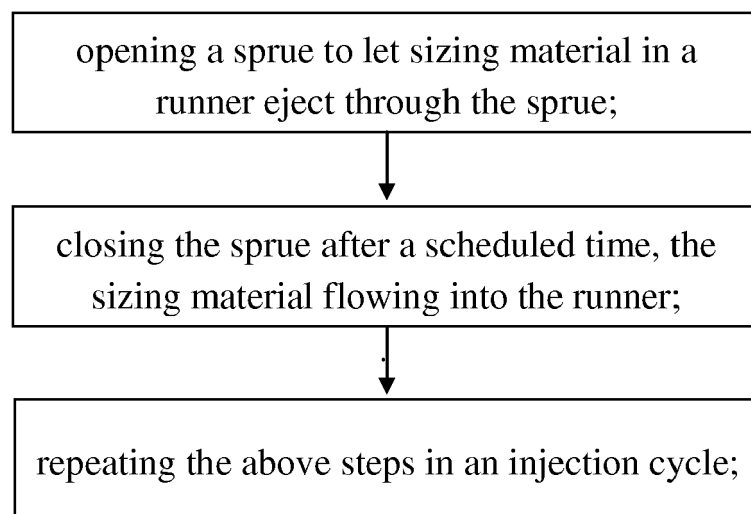 opening a sprue to let sizing material in a
runner eject through the sprue;
closing the sprue after a scheduled time, the
sizing material flowing into the runner;
repeating the above steps in an injection cycle;